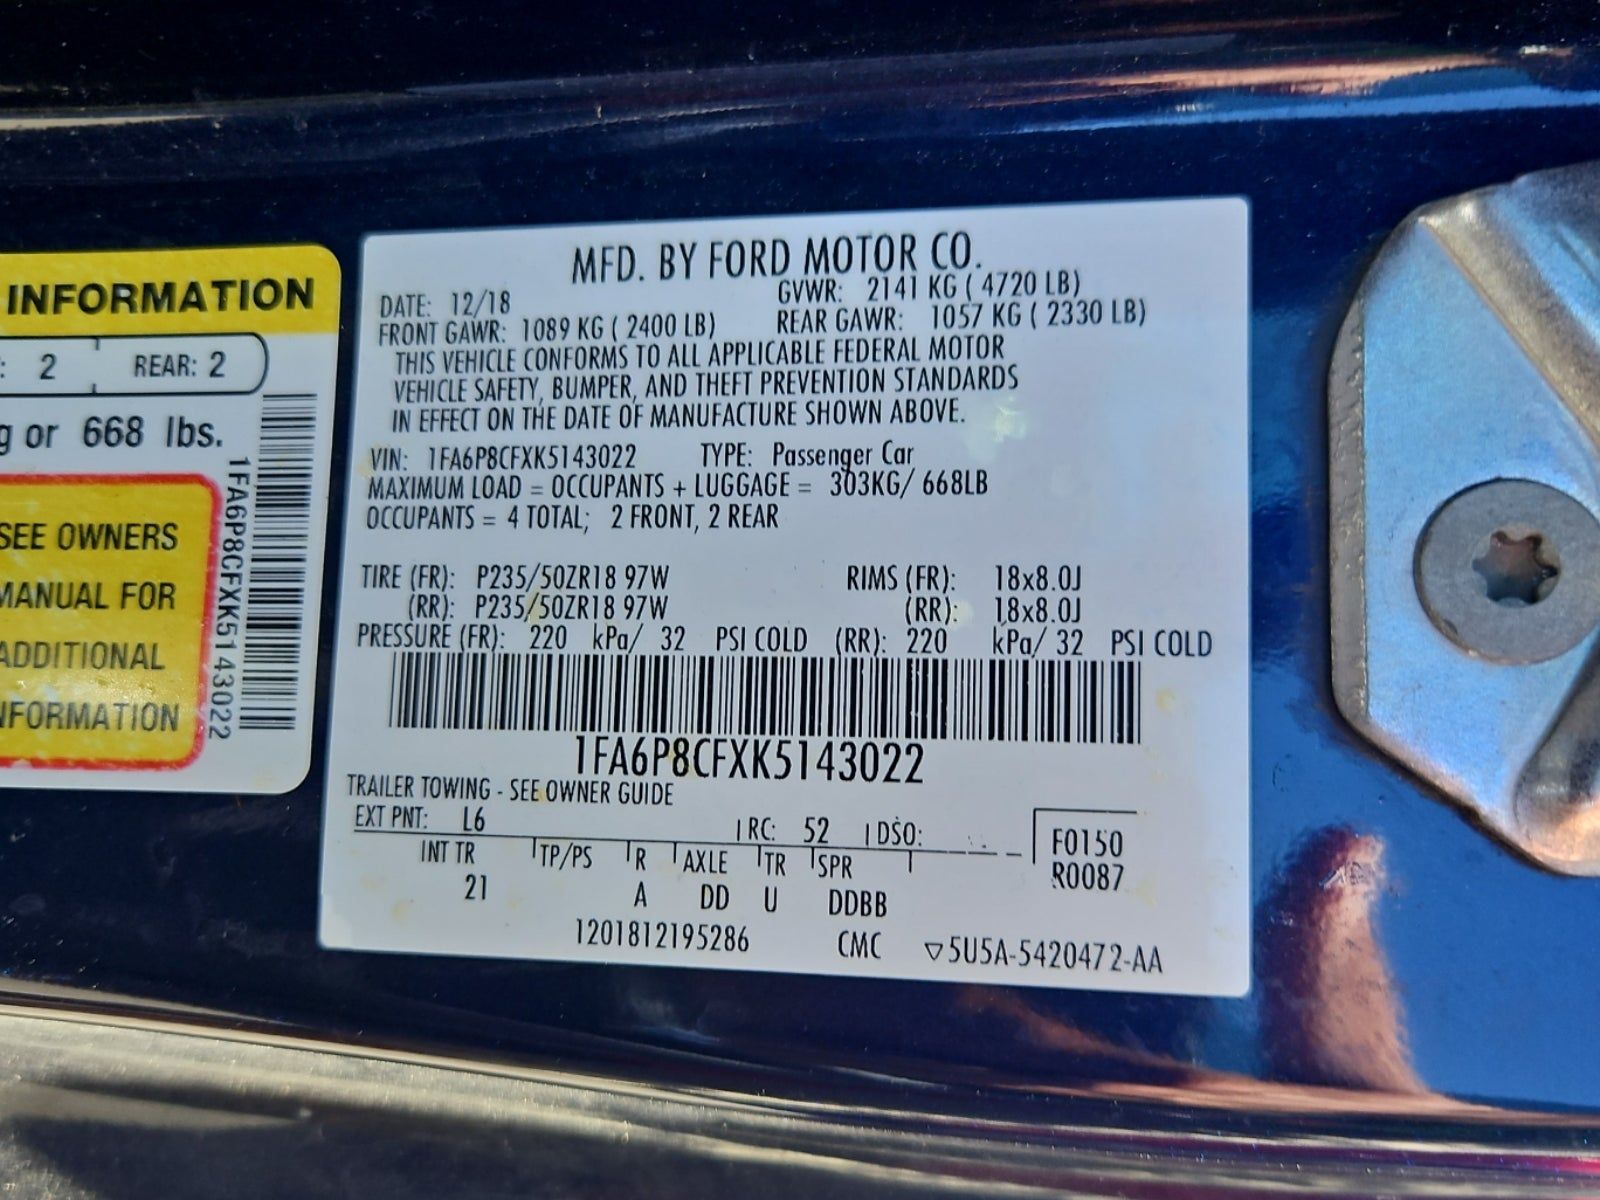 INFORMATION
: 2 REAR: 2
g or 668 lbs.
SEE OWNERS
MANUAL FOR
ADDITIONAL
INFORMATION
1FA6P8CFXK5143022
MFD. BY FORD MOTOR CO.
DATE: 12/18 GVWR: 2141 KG ( 4720 LB)
FRONT GAWR: 1089 KG ( 2400 LB) REAR GAWR: 1057 KG ( 2330 LB)
THIS VEHICLE CONFORMS TO ALL APPLICABLE FEDERAL MOTOR
VEHICLE SAFETY, BUMPER, AND THEFT PREVENTION STANDARDS
IN EFFECT ON THE DATE OF MANUFACTURE SHOWN ABOVE.
VIN: 1FA6P8CFXK5143022 TYPE: Passenger Car
MAXIMUM LOAD = OCCUPANTS + LUGGAGE = 303KG/ 668LB
OCCUPANTS = 4 TOTAL; 2 FRONT, 2 REAR
TIRE (FR): P235/50ZR18 97W RIMS (FR): 18x8.0J
(RR): P235/50ZR18 97W (RR): 18x8.0J
PRESSURE (FR): 220 kPa/ 32 PSI COLD (RR): 220 kPa/ 32 PSI COLD
1FA6P8CFXK5143022
TRAILER TOWING - SEE OWNER GUIDE
EXT PNT: L6 RC: 52 DSO: F0150
INT TR TP/PS R AXLE TR SPR R0087
21 A DD U DDBB
1201812195286 CMC ▽5U5A-5420472-AA